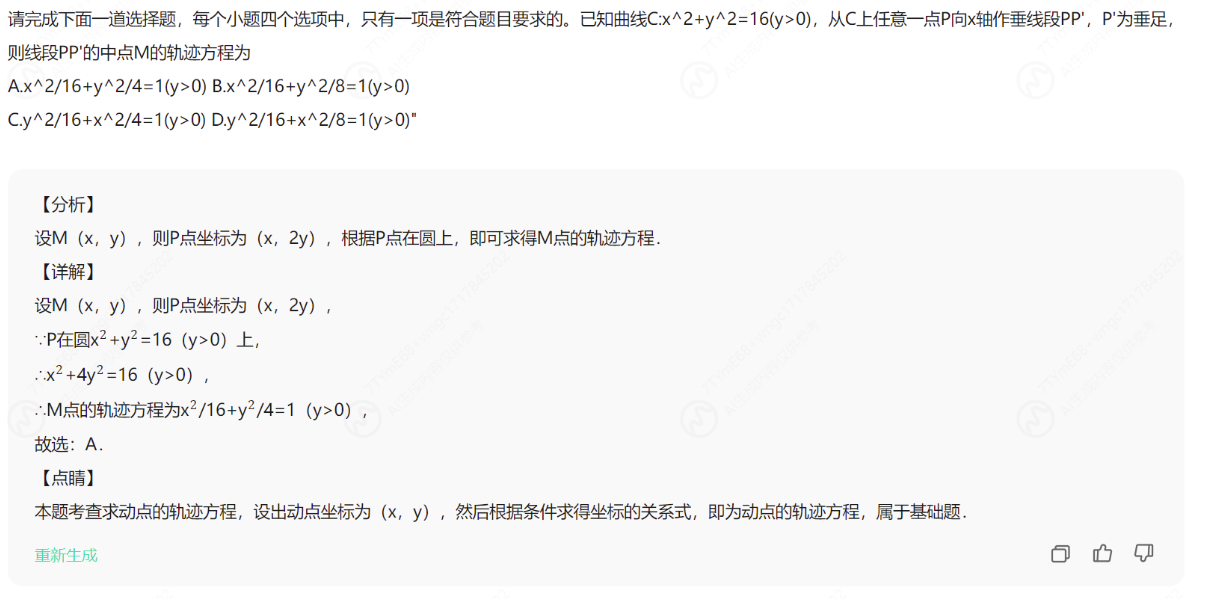 请完成下面一道选择题，每个小题四个选项中，只有一项是符合题目要求的。已知曲线C:x^2+y^2=16(y>0)，从C上任意一点P向x轴作垂线段PP'，P'为垂足，
则线段PP'的中点M的轨迹方程为
A.x^2/16+y^2/4=1(y>0) B.x^2/16+y^2/8=1(y>0)
C.y^2/16+x^2/4=1(y>0) D.y^2/16+x^2/8=1(y>0)"
【分析】
设M（x，y），则P点坐标为（x，2y），根据P点在圆上，即可求得M点的轨迹方程．
【详解】
设M（x，y），则P点坐标为（x，2y），
∵P在圆x²+y²=16（y>0）上，
∴x²+4y²=16（y>0），
∴M点的轨迹方程为x²/16+y²/4=1（y>0），
故选：A．
【点睛】
本题考查求动点的轨迹方程，设出动点坐标为（x，y），然后根据条件求得坐标的关系式，即为动点的轨迹方程，属于基础题．
重新生成